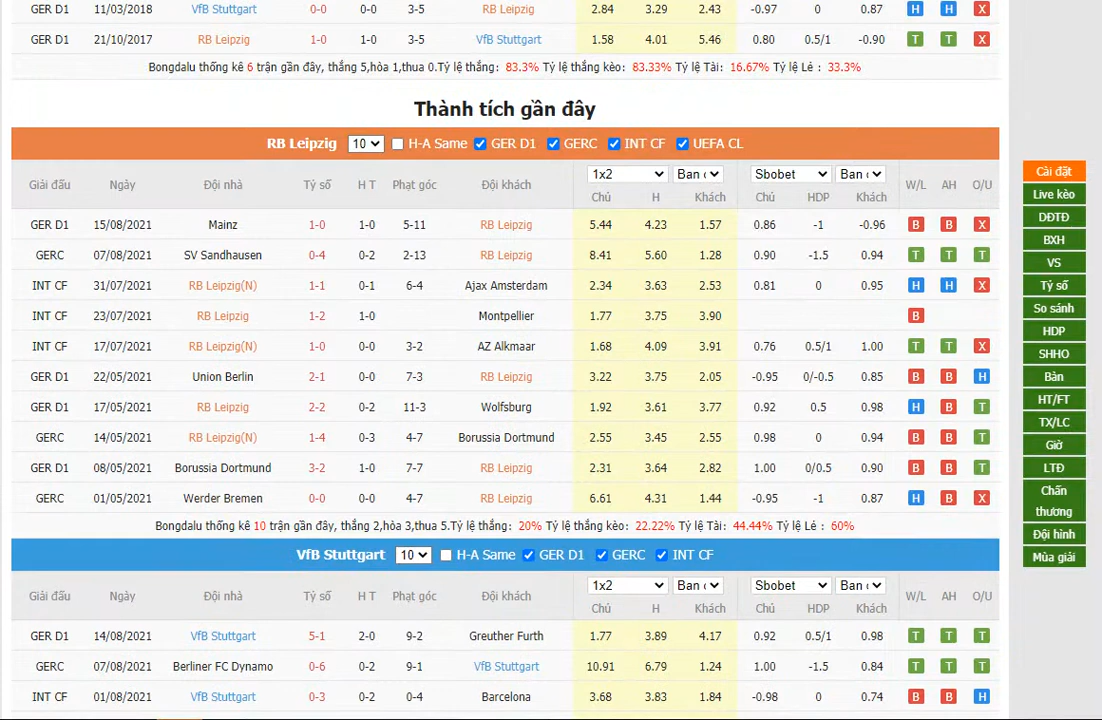 GER D1 11/03/2018 VfB Stuttgart 0-0 0-0 3-5 RB Leipzig 2.84 3.29 2.43 -0.97 0 0.87 H H X
GER D1 21/10/2017 RB Leipzig 1-0 1-0 3-5 VfB Stuttgart 1.58 4.01 5.46 0.80 0.5/1 -0.90 T T X
Bongdalu thống kê 6 trận gần đây, thắng 5,hòa 1,thua 0.Tỷ lệ thắng: 83.3% Tỷ lệ thắng kèo: 83.33% Tỷ lệ Tài: 16.67% Tỷ lệ Lẻ : 33.3%
Thành tích gần đây
RB Leipzig 10 H-A Same GER D1 GERC INT CF UEFA CL
Giải đấu Ngày Đội nhà Tỷ số H T Phạt góc Đội khách 1x2 Ban c Sbobet Ban c W/L AH O/U
Chủ H Khách Chủ HDP Khách
GER D1 15/08/2021 Mainz 1-0 1-0 5-11 RB Leipzig 5.44 4.23 1.57 0.86 -1 -0.96 B B X
GERC 07/08/2021 SV Sandhausen 0-4 0-2 2-13 RB Leipzig 8.41 5.60 1.28 0.90 -1.5 0.94 T T T
INT CF 31/07/2021 RB Leipzig(N) 1-1 0-1 6-4 Ajax Amsterdam 2.34 3.63 2.53 0.81 0 0.95 H H X
INT CF 23/07/2021 RB Leipzig 1-2 1-0 Montpellier 1.77 3.75 3.90 B
INT CF 17/07/2021 RB Leipzig(N) 1-0 0-0 3-2 AZ Alkmaar 1.68 4.09 3.91 0.76 0.5/1 1.00 T T X
GER D1 22/05/2021 Union Berlin 2-1 0-0 7-3 RB Leipzig 3.22 3.75 2.05 -0.95 0/-0.5 0.85 B B H
GER D1 17/05/2021 RB Leipzig 2-2 0-2 11-3 Wolfsburg 1.92 3.61 3.77 0.92 0.5 0.98 H B T
GERC 14/05/2021 RB Leipzig(N) 1-4 0-3 4-7 Borussia Dortmund 2.55 3.45 2.55 0.98 0 0.94 B B T
GER D1 08/05/2021 Borussia Dortmund 3-2 1-0 7-7 RB Leipzig 2.31 3.64 2.82 1.00 0/0.5 0.90 B B T
GERC 01/05/2021 Werder Bremen 0-0 0-0 4-7 RB Leipzig 6.61 4.31 1.44 -0.95 -1 0.87 H B X
Bongdalu thống kê 10 trận gần đây, thắng 2,hòa 3,thua 5.Tỷ lệ thắng: 20% Tỷ lệ thắng kèo: 22.22% Tỷ lệ Tài: 44.44% Tỷ lệ Lẻ : 60%
VfB Stuttgart 10 H-A Same GER D1 GERC INT CF
Giải đấu Ngày Đội nhà Tỷ số H T Phạt góc Đội khách 1x2 Ban c Sbobet Ban c W/L AH O/U
Chủ H Khách Chủ HDP Khách
GER D1 14/08/2021 VfB Stuttgart 5-1 2-0 9-2 Greuther Furth 1.77 3.89 4.17 0.92 0.5/1 0.98 T T T
GERC 07/08/2021 Berliner FC Dynamo 0-6 0-2 9-1 VfB Stuttgart 10.91 6.79 1.24 1.00 -1.5 0.84 T T T
INT CF 01/08/2021 VfB Stuttgart 0-3 0-2 0-4 Barcelona 3.68 3.83 1.84 -0.98 0 0.74 B B H
Cài đặt
Live kèo
DĐTĐ
BXH
VS
Tỷ số
So sánh
HDP
SHHO
Bàn
HT/FT
TX/LC
Giờ
LTĐ
Chấn
thương
Đội hình
Mùa giải